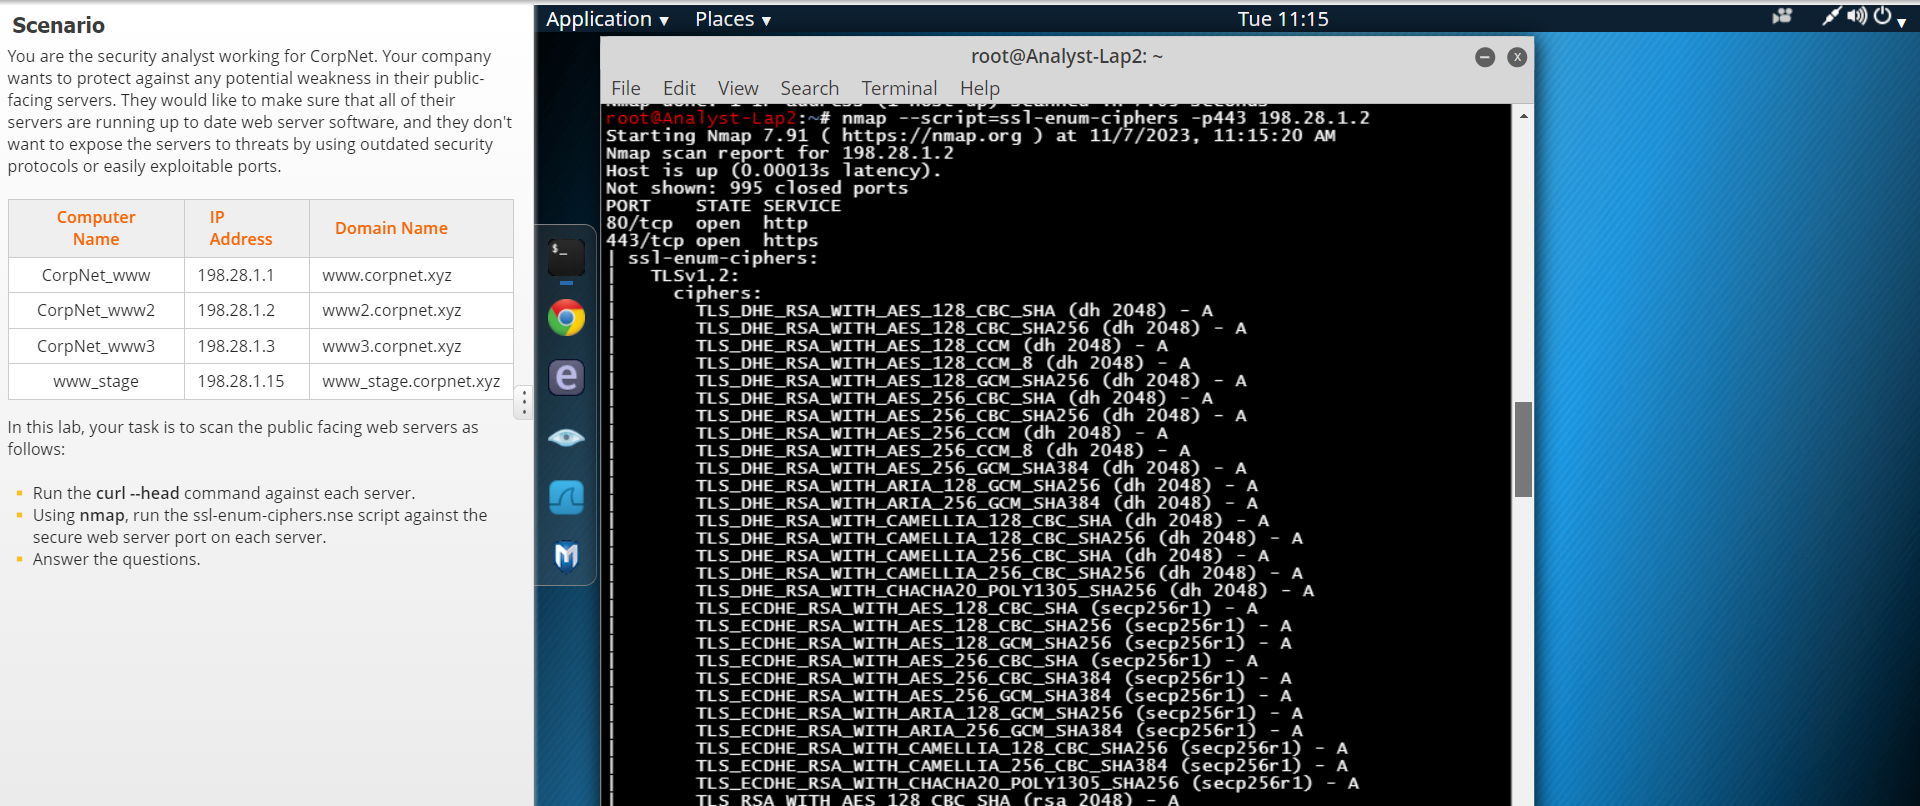 Scenario
You are the security analyst working for CorpNet. Your company
wants to protect against any potential weakness in their public-
facing servers. They would like to make sure that all of their
servers are running up to date web server software, and they don't
want to expose the servers to threats by using outdated security
protocols or easily exploitable ports.
Computer Name IP Address Domain Name
CorpNet_www 198.28.1.1 www.corpnet.xyz
CorpNet_www2 198.28.1.2 www2.corpnet.xyz
CorpNet_www3 198.28.1.3 www3.corpnet.xyz
www_stage 198.28.1.15 www_stage.corpnet.xyz
In this lab, your task is to scan the public facing web servers as
follows:
Run the curl --head command against each server.
Using nmap, run the ssl-enum-ciphers.nse script against the
secure web server port on each server.
Answer the questions.
Application ▾ Places ▾ Tue 11:15
root@Analyst-Lap2: ~
File Edit View Search Terminal Help
Nmap done: 1 IP address (1 host up) scanned in 7.09 seconds
root@Analyst-Lap2:~# nmap --script=ssl-enum-ciphers -p443 198.28.1.2
Starting Nmap 7.91 ( https://nmap.org ) at 11/7/2023, 11:15:20 AM
Nmap scan report for 198.28.1.2
Host is up (0.00013s latency).
Not shown: 995 closed ports
PORT    STATE SERVICE
80/tcp  open  http
443/tcp open  https
| ssl-enum-ciphers:
|   TLSv1.2:
|     ciphers:
|       TLS_DHE_RSA_WITH_AES_128_CBC_SHA (dh 2048) - A
|       TLS_DHE_RSA_WITH_AES_128_CBC_SHA256 (dh 2048) - A
|       TLS_DHE_RSA_WITH_AES_128_CCM (dh 2048) - A
|       TLS_DHE_RSA_WITH_AES_128_CCM_8 (dh 2048) - A
|       TLS_DHE_RSA_WITH_AES_128_GCM_SHA256 (dh 2048) - A
|       TLS_DHE_RSA_WITH_AES_256_CBC_SHA (dh 2048) - A
|       TLS_DHE_RSA_WITH_AES_256_CBC_SHA256 (dh 2048) - A
|       TLS_DHE_RSA_WITH_AES_256_CCM (dh 2048) - A
|       TLS_DHE_RSA_WITH_AES_256_CCM_8 (dh 2048) - A
|       TLS_DHE_RSA_WITH_AES_256_GCM_SHA384 (dh 2048) - A
|       TLS_DHE_RSA_WITH_ARIA_128_GCM_SHA256 (dh 2048) - A
|       TLS_DHE_RSA_WITH_ARIA_256_GCM_SHA384 (dh 2048) - A
|       TLS_DHE_RSA_WITH_CAMELLIA_128_CBC_SHA (dh 2048) - A
|       TLS_DHE_RSA_WITH_CAMELLIA_128_CBC_SHA256 (dh 2048) - A
|       TLS_DHE_RSA_WITH_CAMELLIA_256_CBC_SHA (dh 2048) - A
|       TLS_DHE_RSA_WITH_CAMELLIA_256_CBC_SHA256 (dh 2048) - A
|       TLS_DHE_RSA_WITH_CHACHA20_POLY1305_SHA256 (dh 2048) - A
|       TLS_ECDHE_RSA_WITH_AES_128_CBC_SHA (secp256r1) - A
|       TLS_ECDHE_RSA_WITH_AES_128_CBC_SHA256 (secp256r1) - A
|       TLS_ECDHE_RSA_WITH_AES_128_GCM_SHA256 (secp256r1) - A
|       TLS_ECDHE_RSA_WITH_AES_256_CBC_SHA (secp256r1) - A
|       TLS_ECDHE_RSA_WITH_AES_256_CBC_SHA384 (secp256r1) - A
|       TLS_ECDHE_RSA_WITH_AES_256_GCM_SHA384 (secp256r1) - A
|       TLS_ECDHE_RSA_WITH_ARIA_128_GCM_SHA256 (secp256r1) - A
|       TLS_ECDHE_RSA_WITH_ARIA_256_GCM_SHA384 (secp256r1) - A
|       TLS_ECDHE_RSA_WITH_CAMELLIA_128_CBC_SHA256 (secp256r1) - A
|       TLS_ECDHE_RSA_WITH_CAMELLIA_256_CBC_SHA384 (secp256r1) - A
|       TLS_ECDHE_RSA_WITH_CHACHA20_POLY1305_SHA256 (secp256r1) - A
|       TLS_RSA_WITH_AES_128_CBC_SHA (rsa 2048) - A